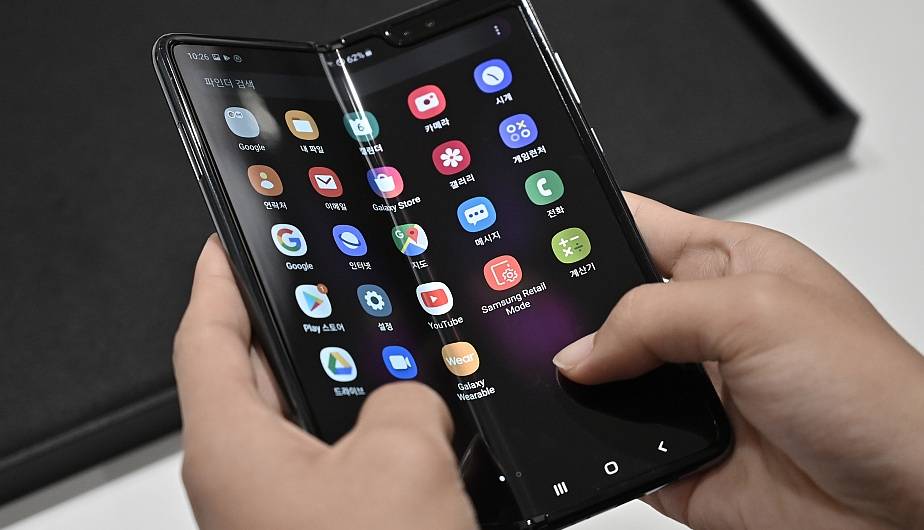 10:26
62%
파인더 검색
Google
내 파일
6
캘린더
카메라
시계
연락처
이메일
Galaxy Store
갤러리
게임런처
Google
인터넷
지도
메시지
전화
Play 스토어
설정
YouTube
Samsung Retail
Mode
계산기
드라이브
Wear
Galaxy
Wearable